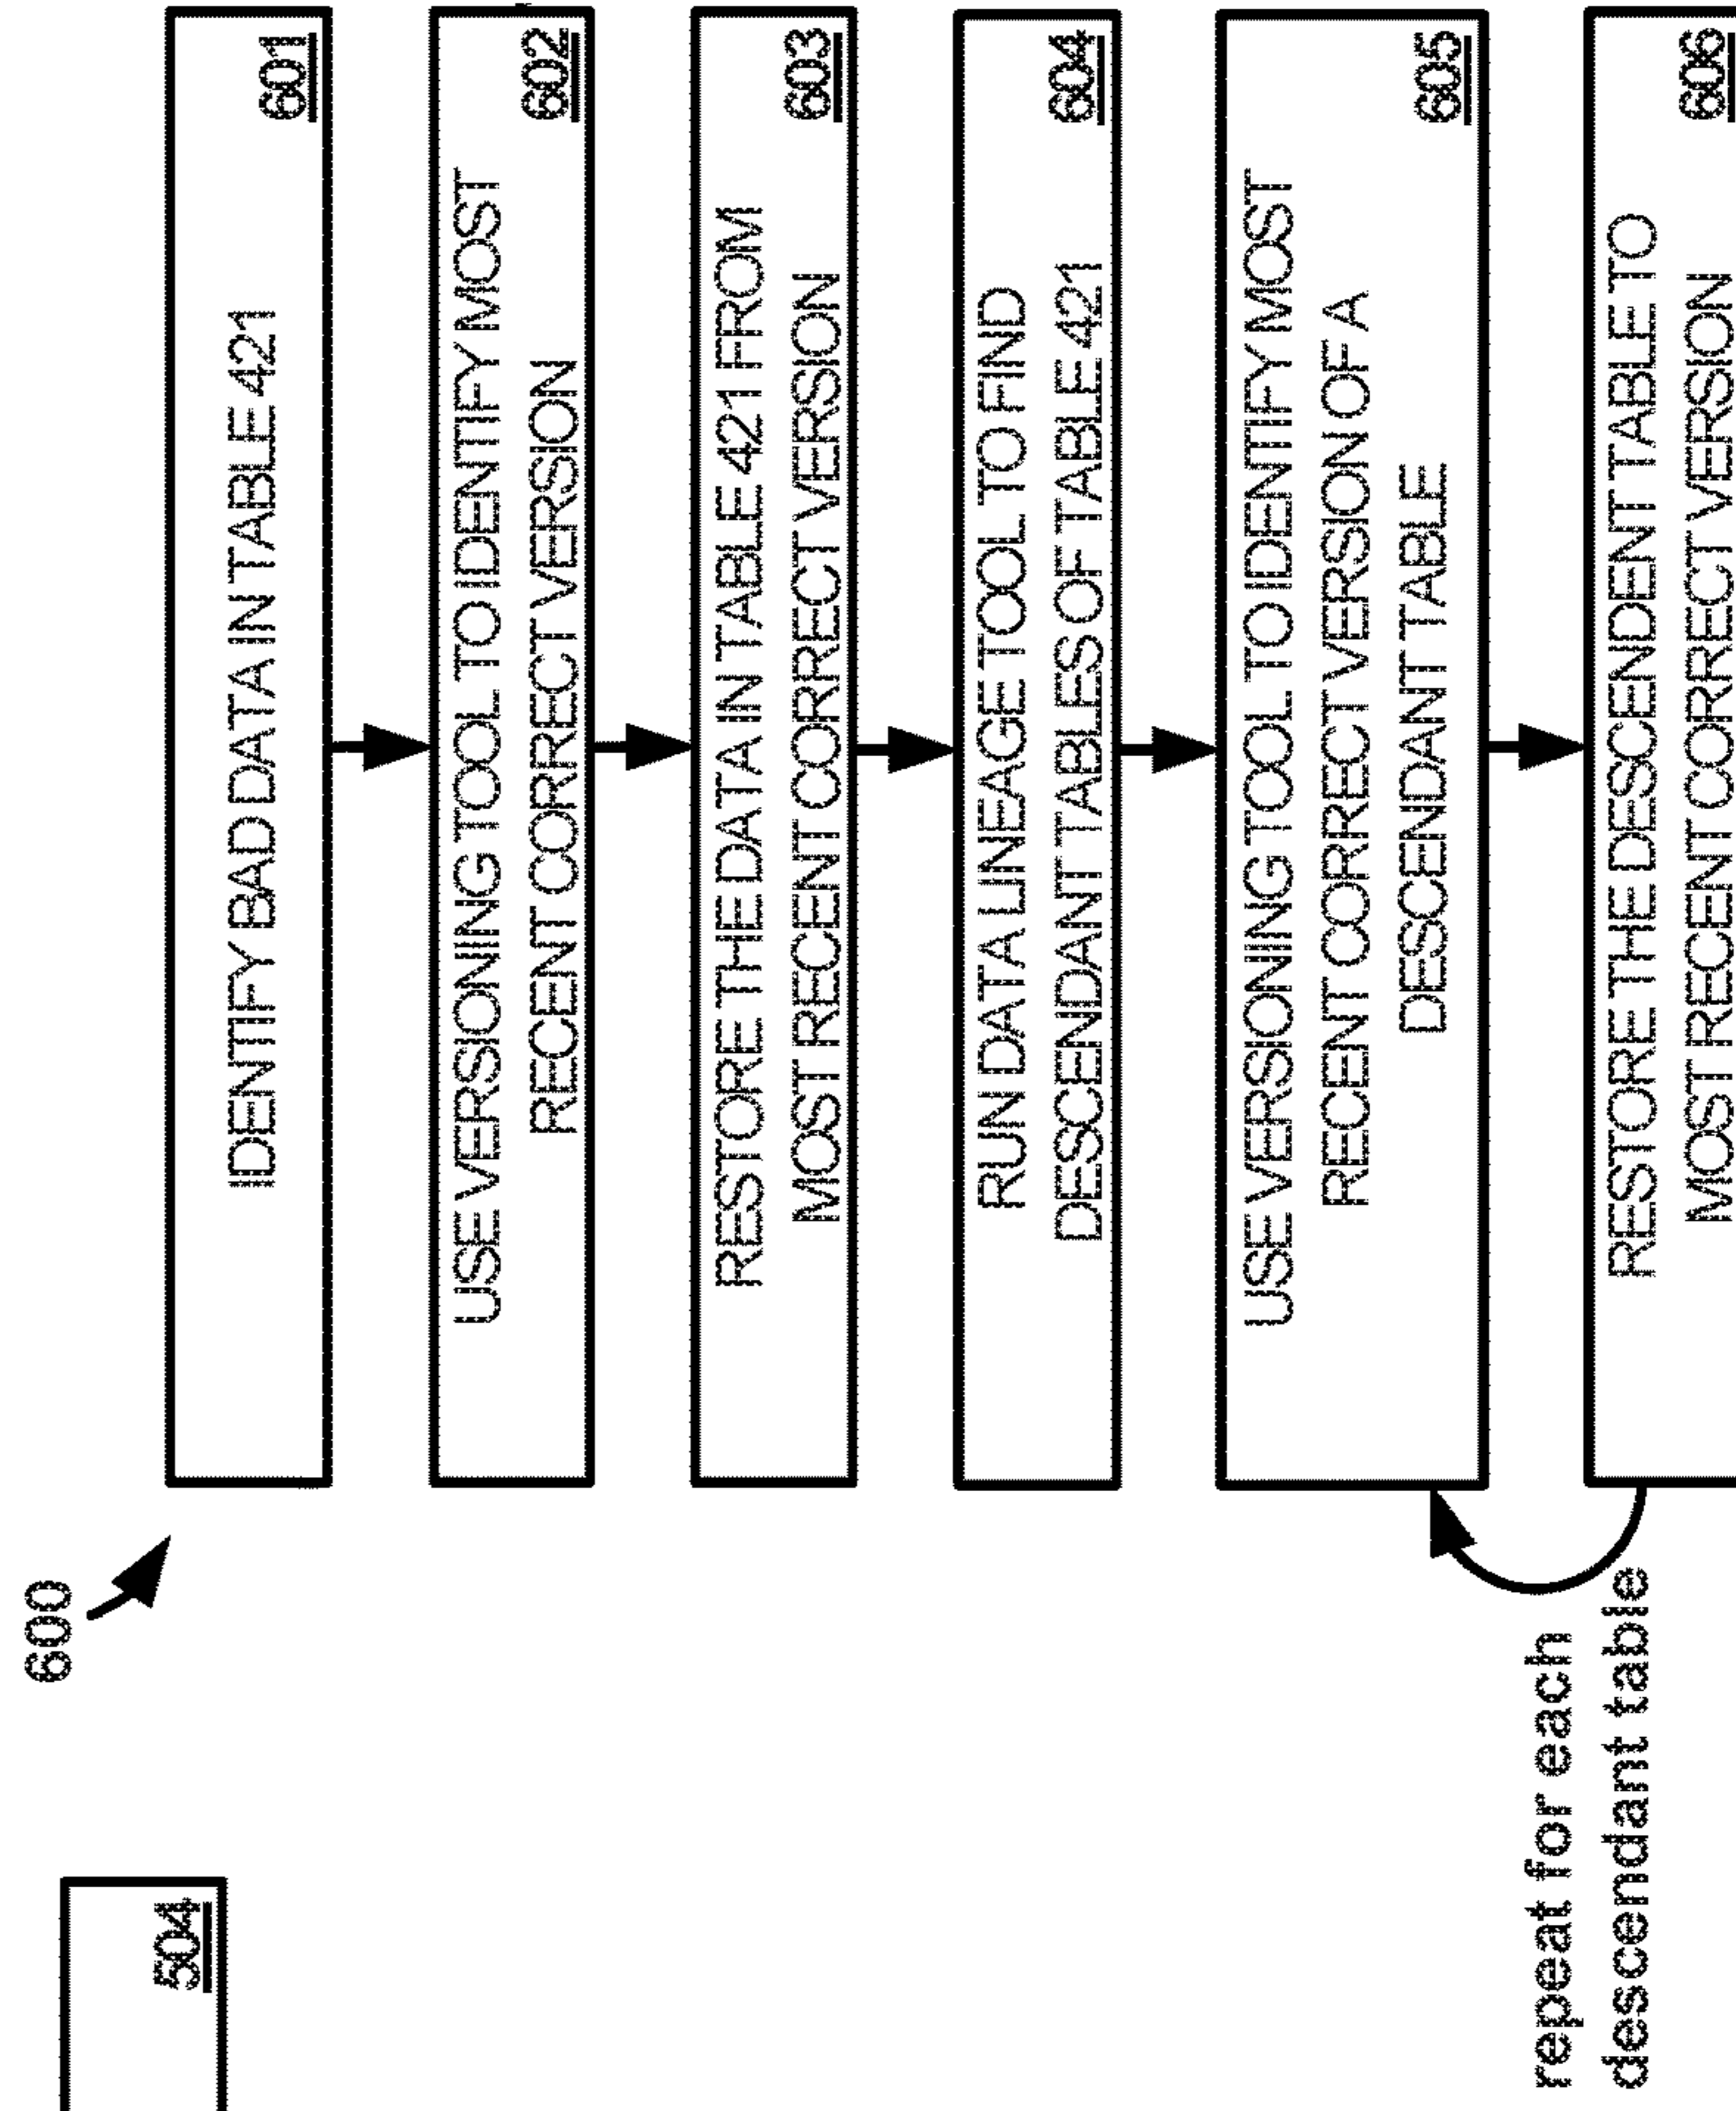 600
IDENTIFY BAD DATA IN TABLE 421
601
USE VERSIONING TOOL TO IDENTIFY MOST
RECENT CORRECT VERSION
602
RESTORE THE DATA IN TABLE 421 FROM
MOST RECENT CORRECT VERSION
603
RUN DATA LINEAGE TOOL TO FIND
DESCENDANT TABLES OF TABLE 421
604
USE VERSIONING TOOL TO IDENTIFY MOST
RECENT CORRECT VERSION OF A
DESCENDANT TABLE
605
RESTORE THE DESCENDENT TABLE TO
MOST RECENT CORRECT VERSION
606
repeat for each
descendant table
504